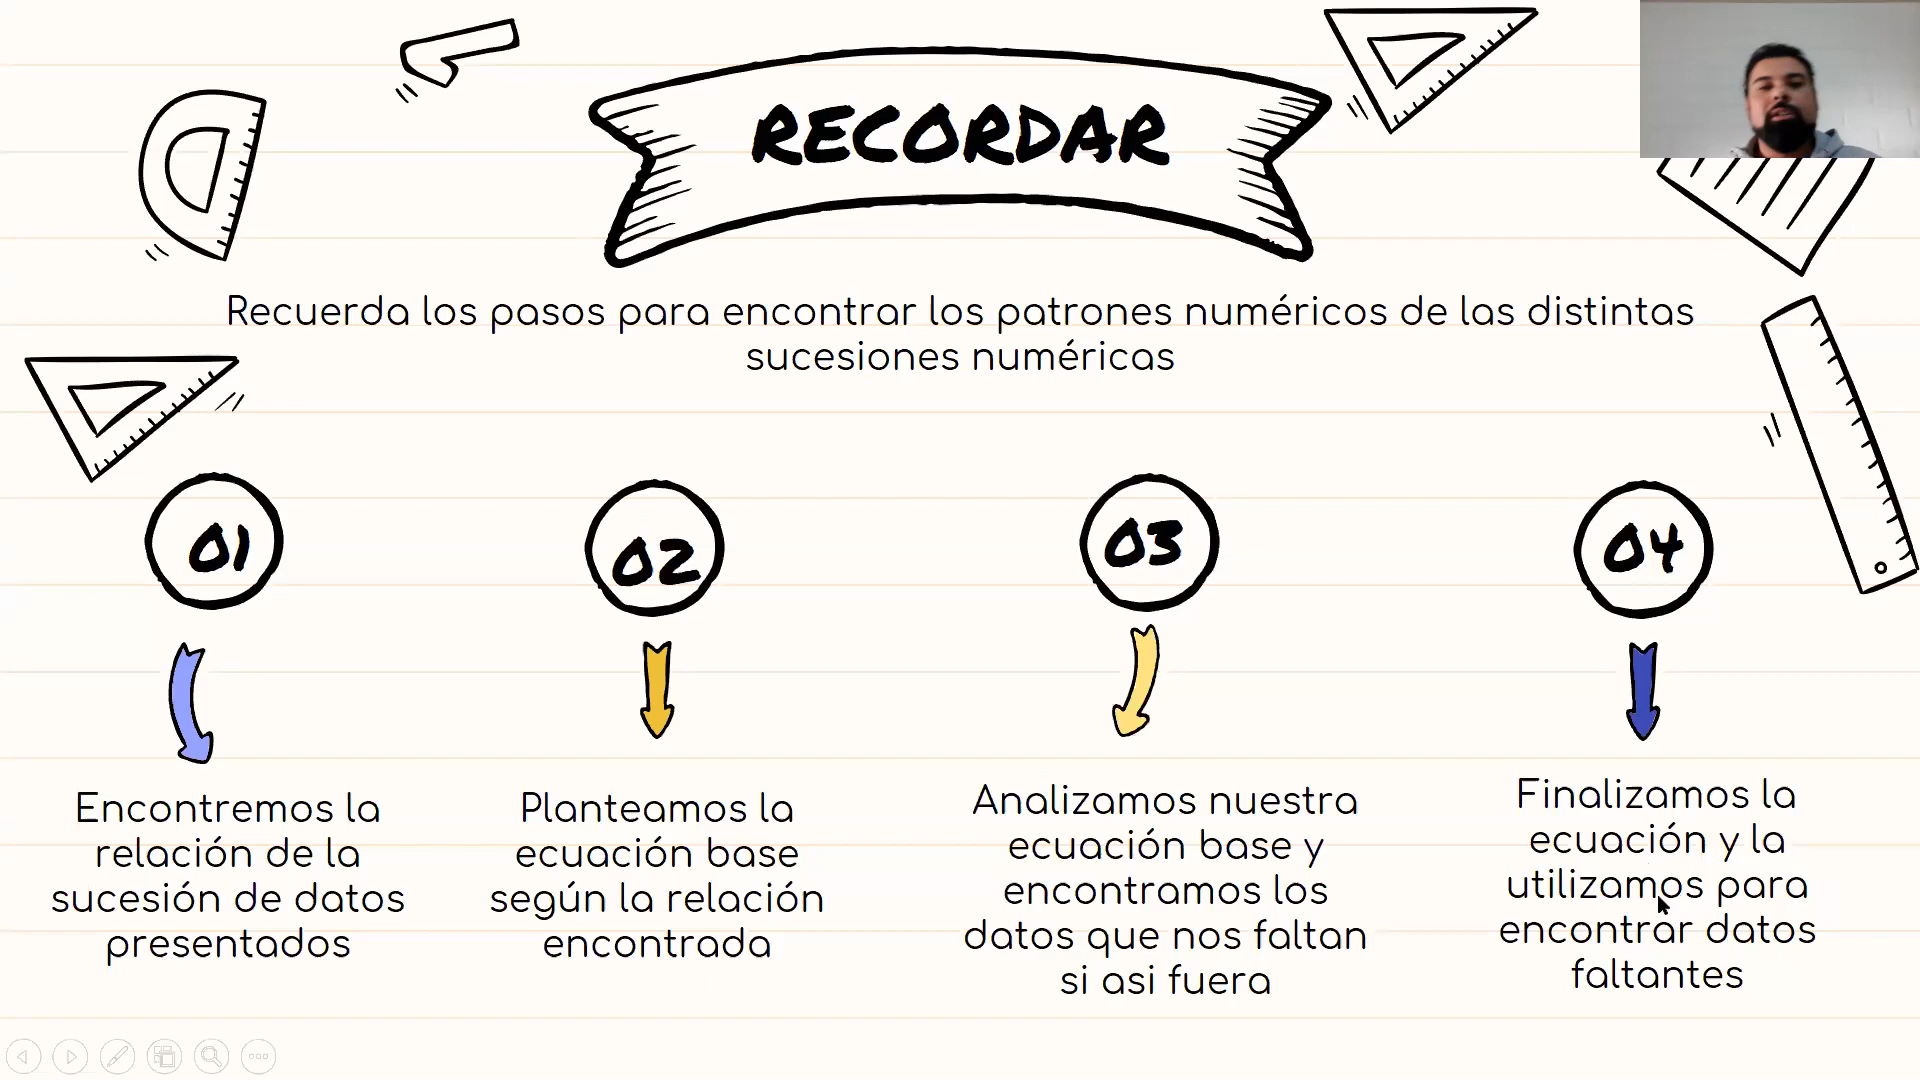 RECORDAR
Recuerda los pasos para encontrar los patrones numéricos de las distintas
sucesiones numéricas
01
Encontremos la
relación de la
sucesión de datos
presentados
02
Planteamos la
ecuación base
según la relación
encontrada
03
Analizamos nuestra
ecuación base y
encontramos los
datos que nos faltan
si asi fuera
04
Finalizamos la
ecuación y la
utilizamos para
encontrar datos
faltantes